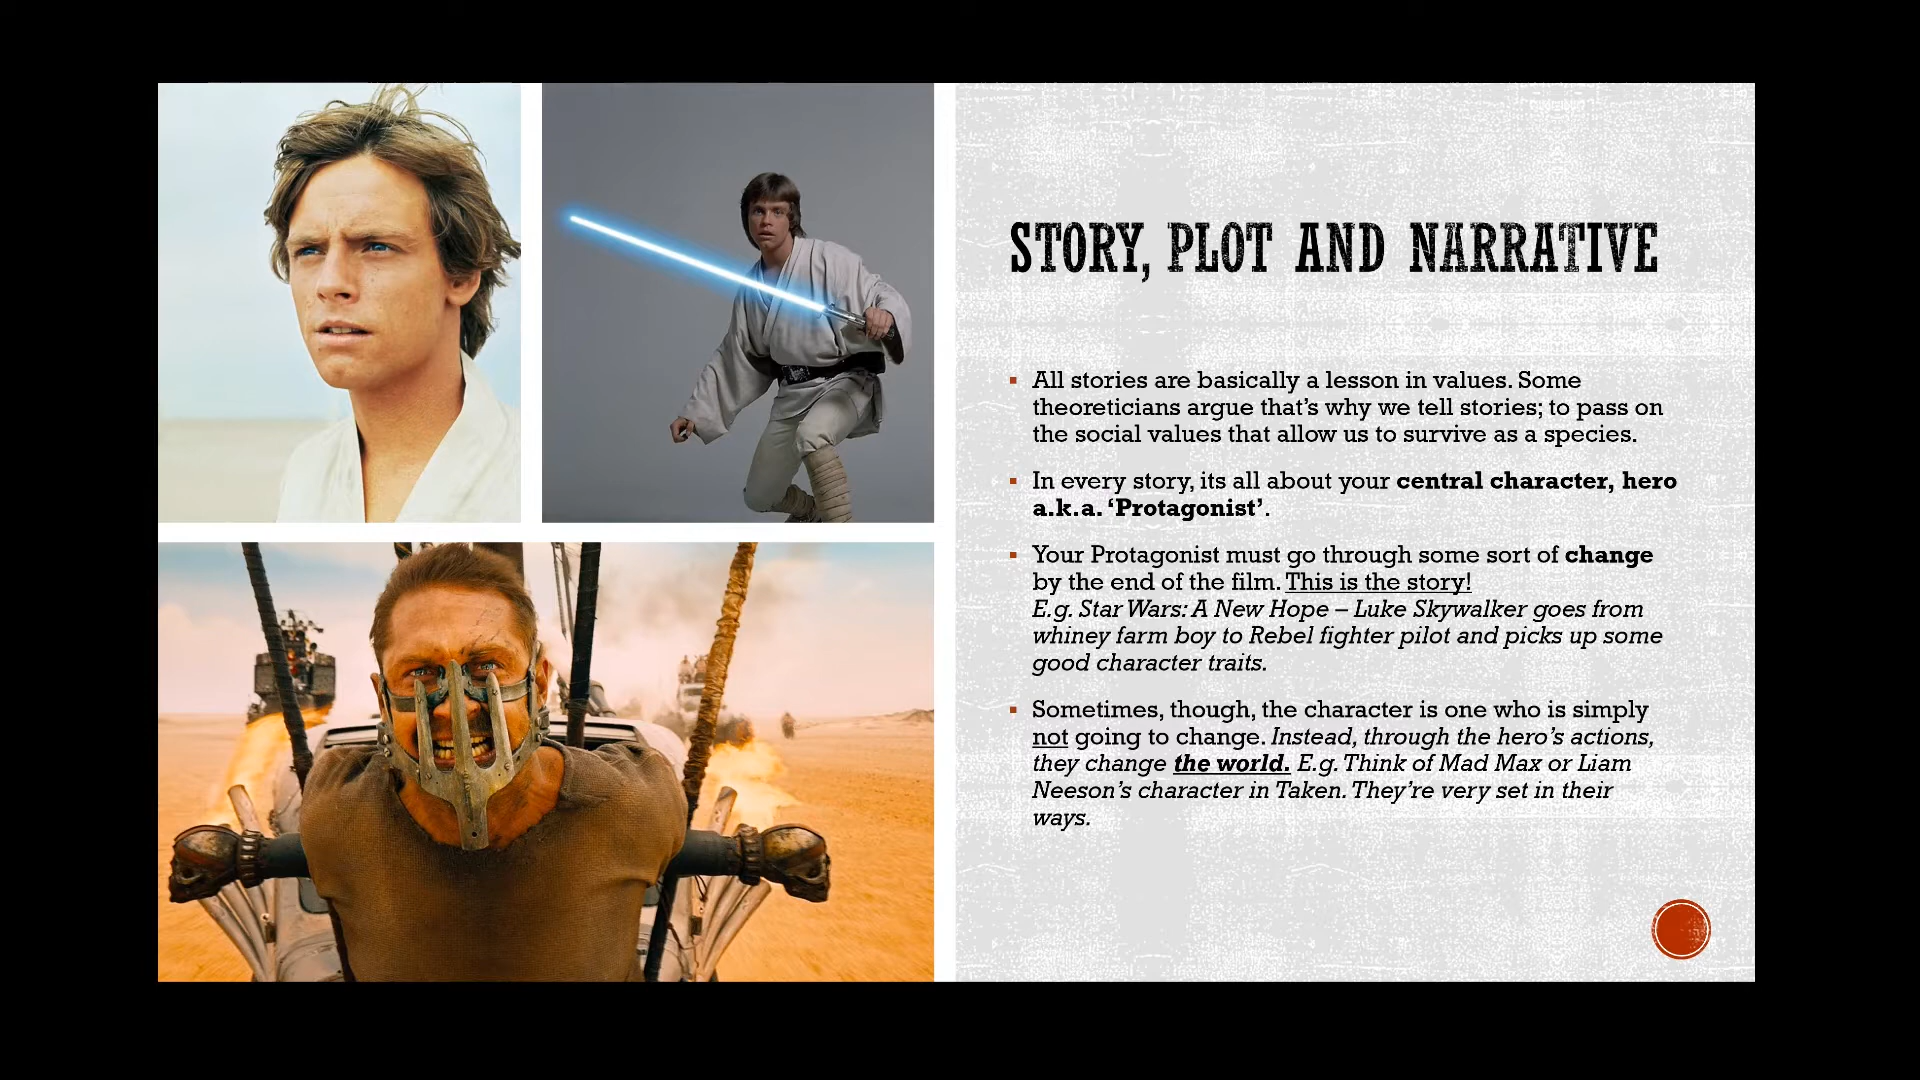 STORY, PLOT AND NARRATIVE
▪ All stories are basically a lesson in values. Some
theoreticians argue that's why we tell stories; to pass on
the social values that allow us to survive as a species.
▪ In every story, its all about your central character, hero
a.k.a. ‘Protagonist’.
▪ Your Protagonist must go through some sort of change
by the end of the film. This is the story!
E.g. Star Wars: A New Hope – Luke Skywalker goes from
whiney farm boy to Rebel fighter pilot and picks up some
good character traits.
▪ Sometimes, though, the character is one who is simply
not going to change. Instead, through the hero’s actions,
they change the world. E.g. Think of Mad Max or Liam
Neeson’s character in Taken. They’re very set in their
ways.